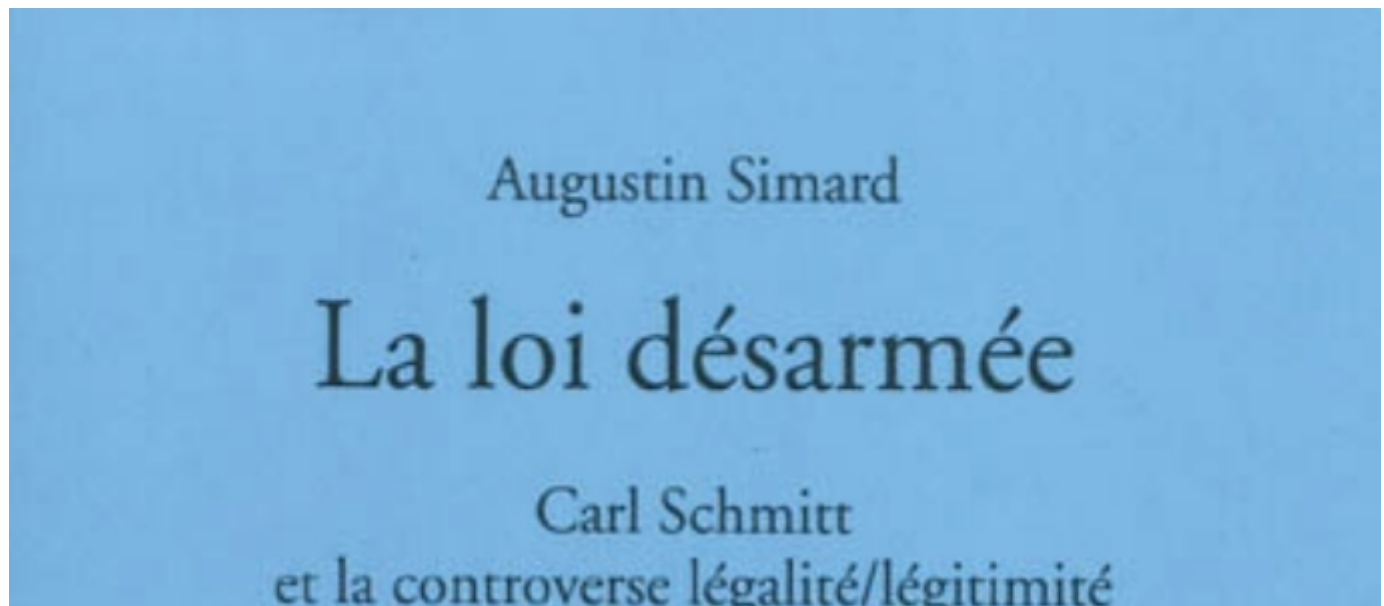 Augustin Simard
La loi désarmée
Carl Schmitt
et la controverse légalité/légitimité